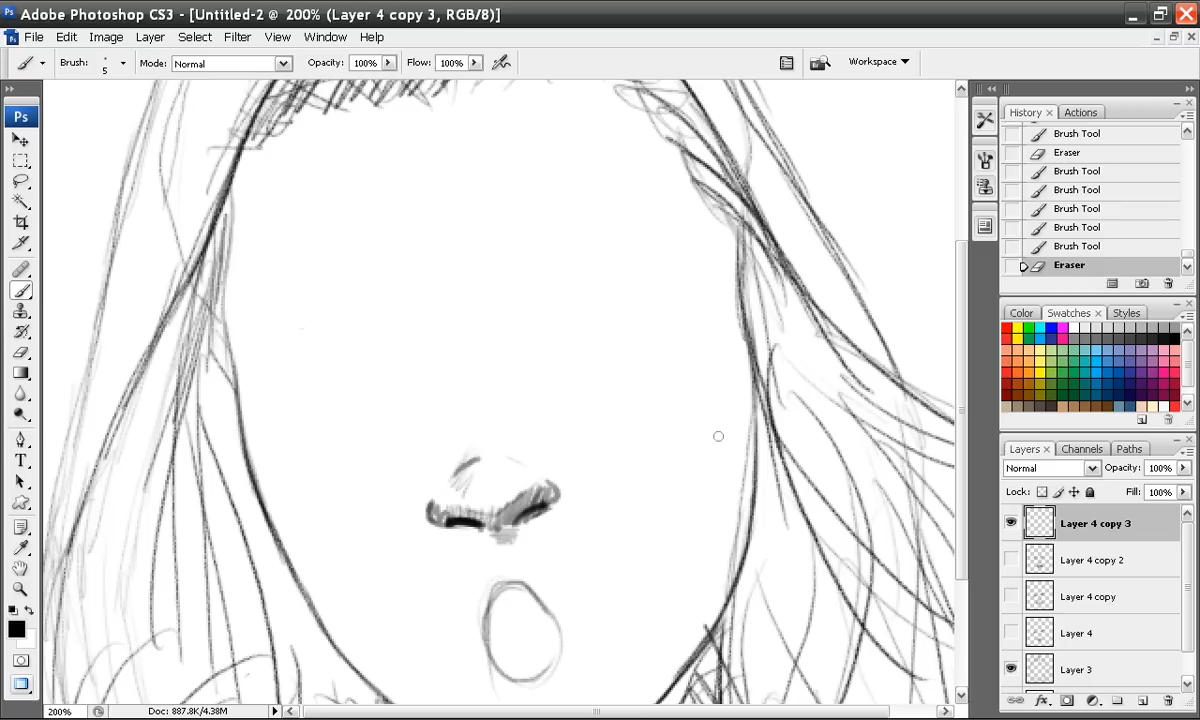 Ps Adobe Photoshop CS3 - [Untitled-2 @ 200% (Layer 4 copy 3, RGB/8)]
Ps File Edit Image Layer Select Filter View Window Help
Brush: 5 Mode: Normal Opacity: 100% Flow: 100% Workspace
Ps
T
History Actions
Brush Tool
Eraser
Brush Tool
Brush Tool
Brush Tool
Brush Tool
Brush Tool
Eraser
Color Swatches Styles
Layers Channels Paths
Normal Opacity: 100%
Lock: Fill: 100%
Layer 4 copy 3
Layer 4 copy 2
Layer 4 copy
Layer 4
Layer 3
fx
200% Doc: 887.8K/4.38M